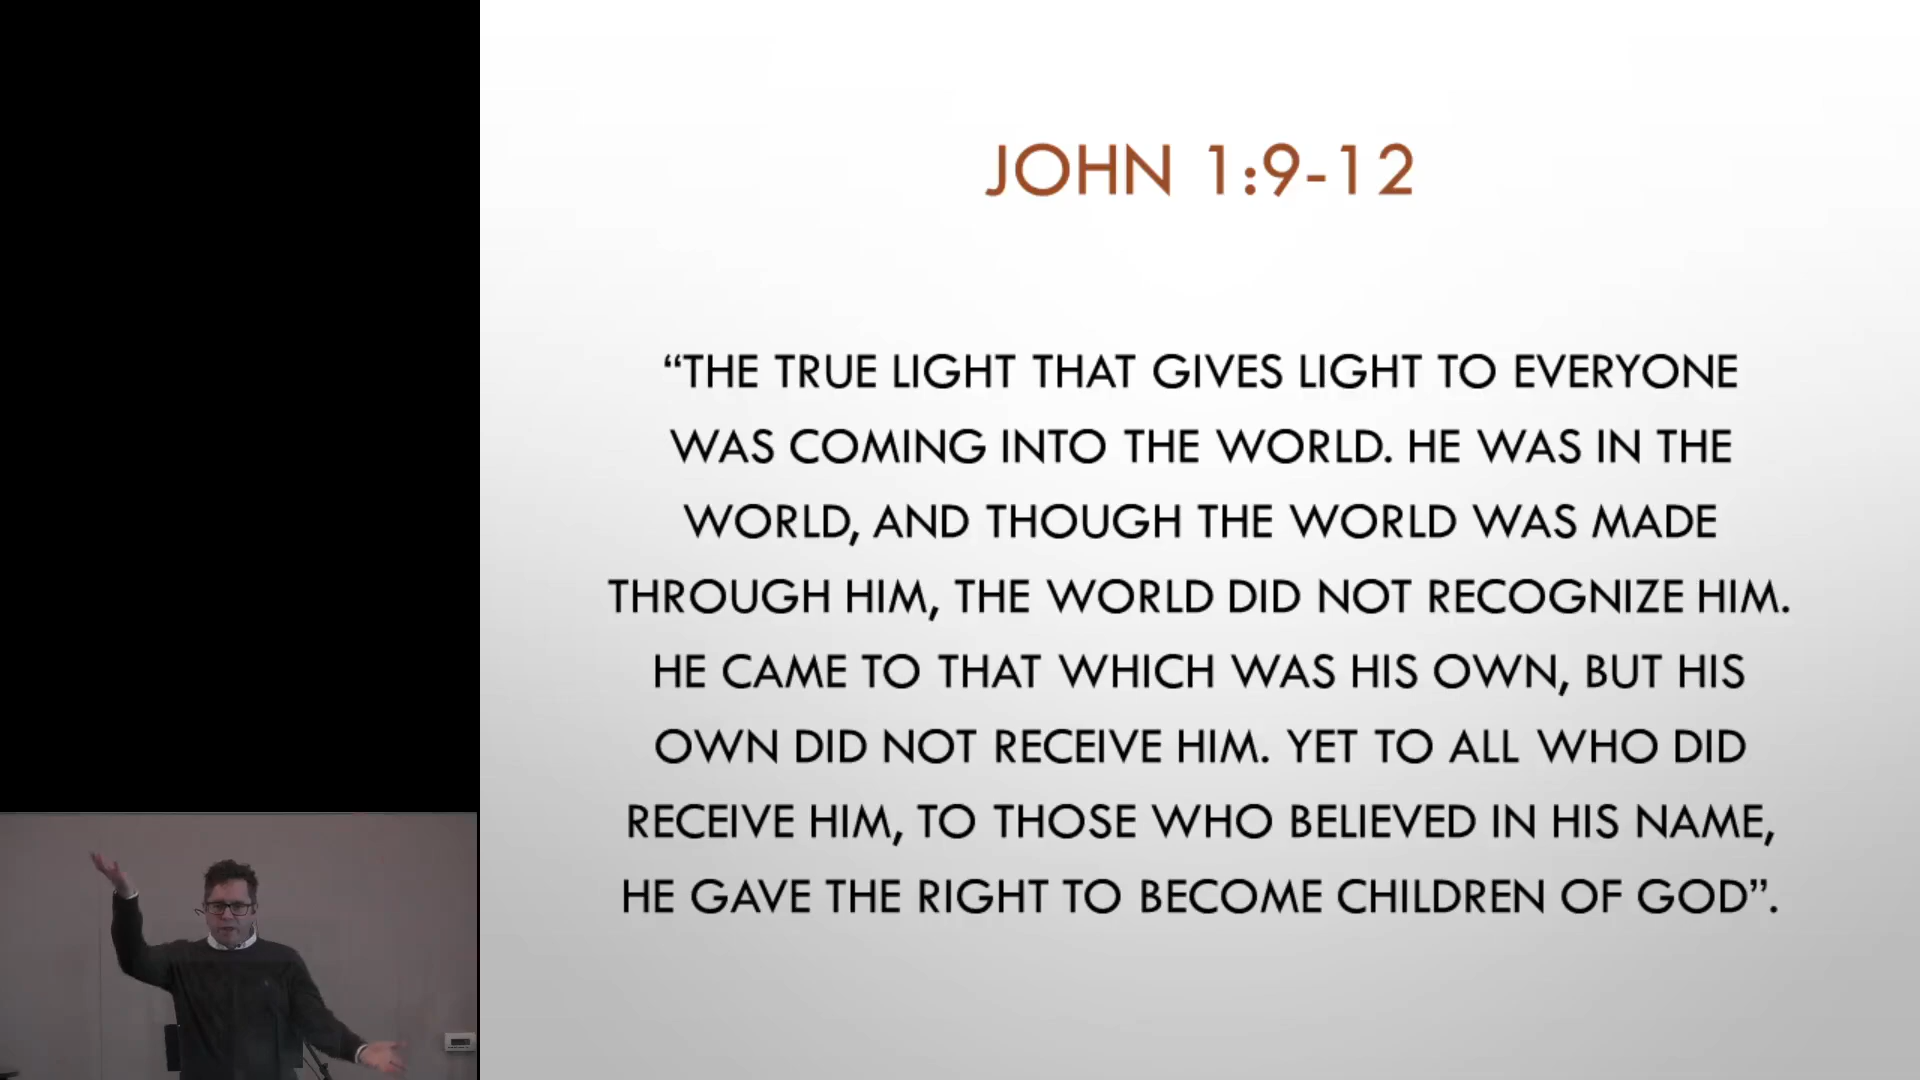 JOHN 1:9-12
“THE TRUE LIGHT THAT GIVES LIGHT TO EVERYONE
WAS COMING INTO THE WORLD. HE WAS IN THE
WORLD, AND THOUGH THE WORLD WAS MADE
THROUGH HIM, THE WORLD DID NOT RECOGNIZE HIM.
HE CAME TO THAT WHICH WAS HIS OWN, BUT HIS
OWN DID NOT RECEIVE HIM. YET TO ALL WHO DID
RECEIVE HIM, TO THOSE WHO BELIEVED IN HIS NAME,
HE GAVE THE RIGHT TO BECOME CHILDREN OF GOD”.